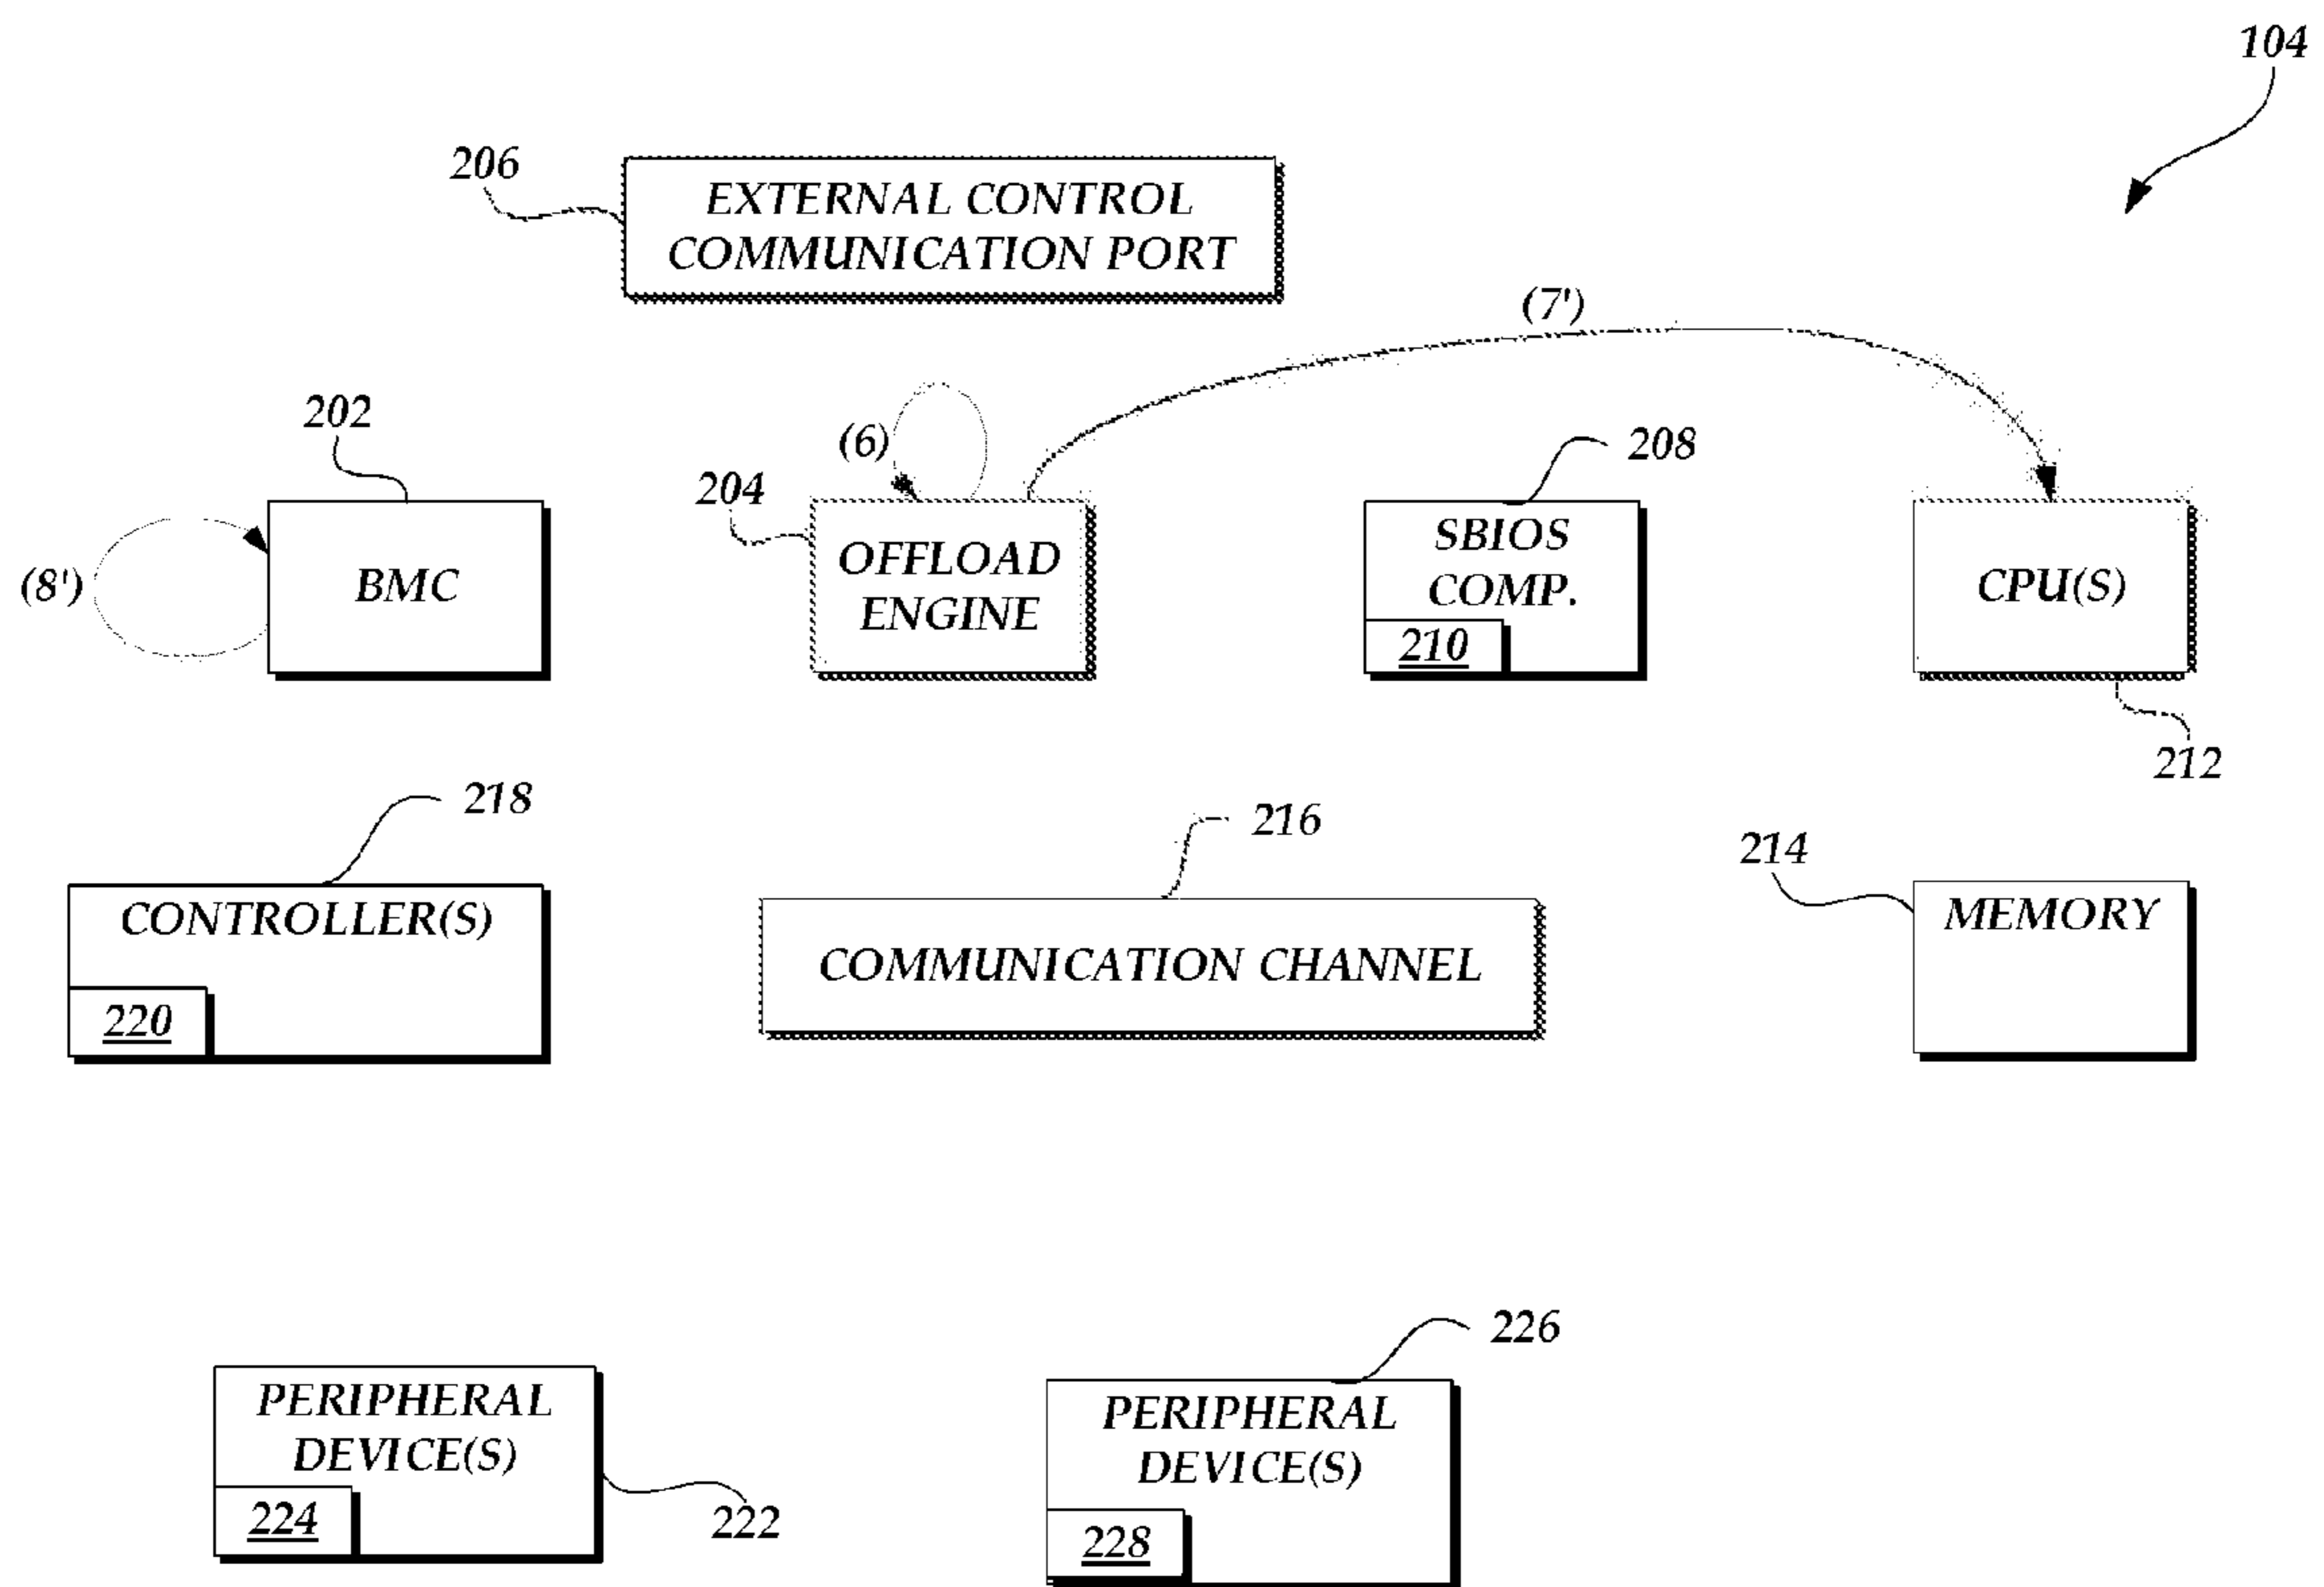 104
206
EXTERNAL CONTROL
COMMUNICATION PORT
(7')
202
(6)
208
204
BMC
(8')
OFFLOAD
ENGINE
SBIOS
COMP.
210
CPU(S)
212
218
216
214
CONTROLLER(S)
220
COMMUNICATION CHANNEL
MEMORY
226
PERIPHERAL
DEVICE(S)
224
222
PERIPHERAL
DEVICE(S)
228